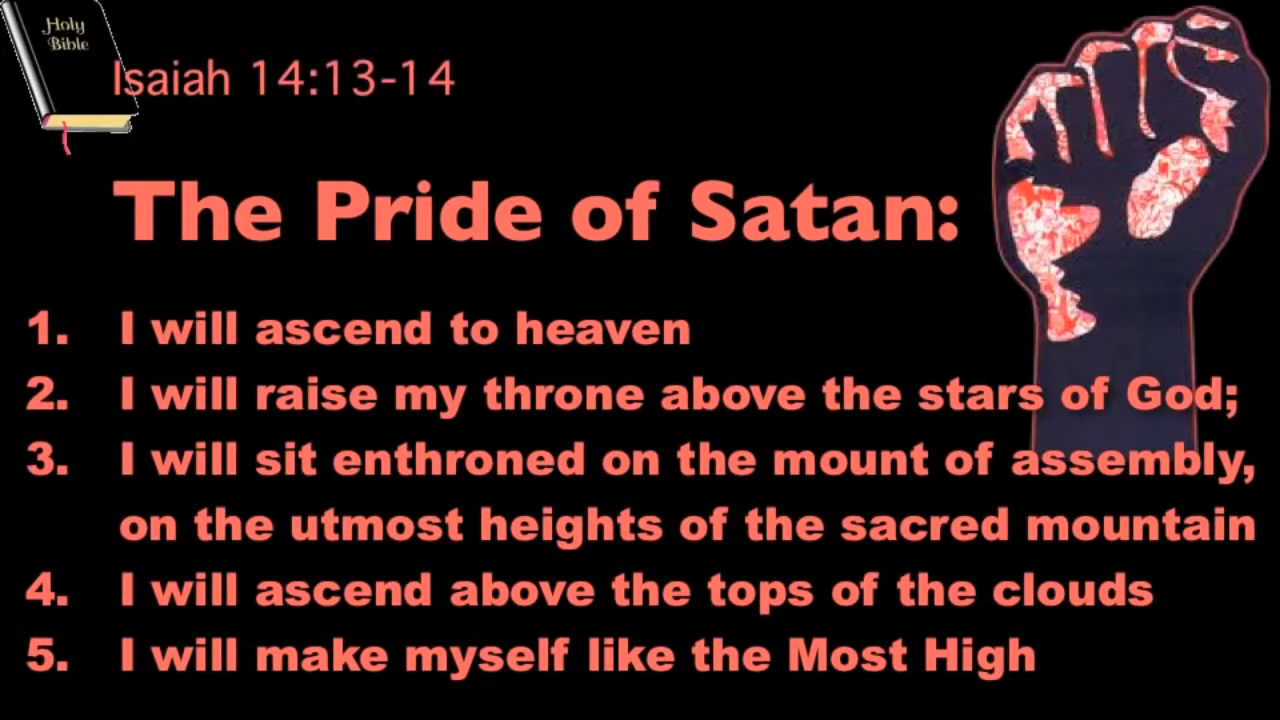 Holy
Bible
Isaiah 14:13-14
The Pride of Satan:
1. I will ascend to heaven
2. I will raise my throne above the stars of God;
3. I will sit enthroned on the mount of assembly,
on the utmost heights of the sacred mountain
4. I will ascend above the tops of the clouds
5. I will make myself like the Most High